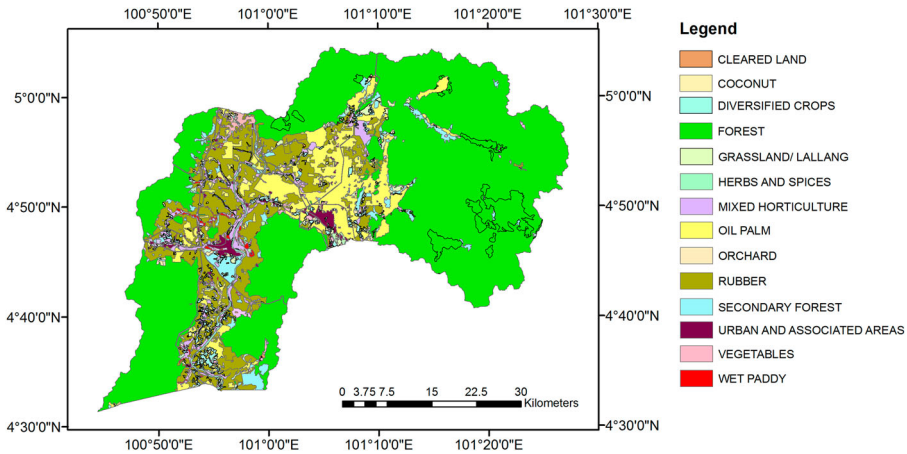 100°50'0"E 101°0'0"E 101°10'0"E 101°20'0"E 101°30'0"E
5°0'0"N 5°0'0"N
4°50'0"N 4°50'0"N
4°40'0"N 4°40'0"N
4°30'0"N 4°30'0"N
0 3.75 7.5 15 22.5 30
Kilometers
100°50'0"E 101°0'0"E 101°10'0"E 101°20'0"E
Legend
CLEARED LAND
COCONUT
DIVERSIFIED CROPS
FOREST
GRASSLAND/ LALLANG
HERBS AND SPICES
MIXED HORTICULTURE
OIL PALM
ORCHARD
RUBBER
SECONDARY FOREST
URBAN AND ASSOCIATED AREAS
VEGETABLES
WET PADDY